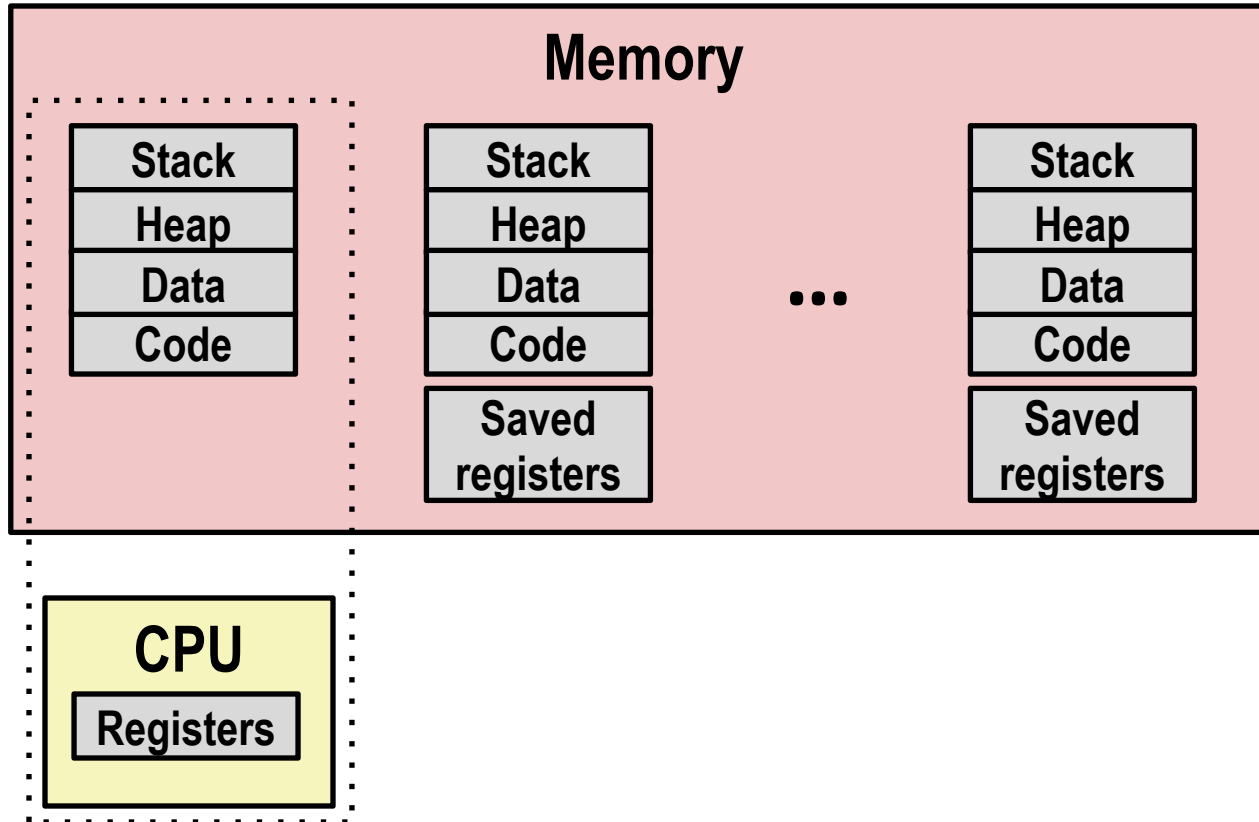 Memory
Stack
Heap
Data
Code
Stack
Heap
Data
Code
Saved
registers
...
Stack
Heap
Data
Code
Saved
registers
CPU
Registers